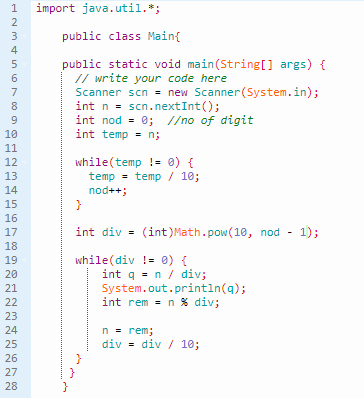 1 import java.util.*;
2
3 public class Main{
4
5 public static void main(String[] args) {
6 // write your code here
7 Scanner scn = new Scanner(System.in);
8 int n = scn.nextInt();
9 int nod = 0; //no of digit
10 int temp = n;
11
12 while(temp != 0) {
13 temp = temp / 10;
14 nod++;
15 }
16
17 int div = (int)Math.pow(10, nod - 1);
18
19 while(div != 0) {
20 int q = n / div;
21 System.out.println(q);
22 int rem = n % div;
23
24 n = rem;
25 div = div / 10;
26 }
27 }
28 }